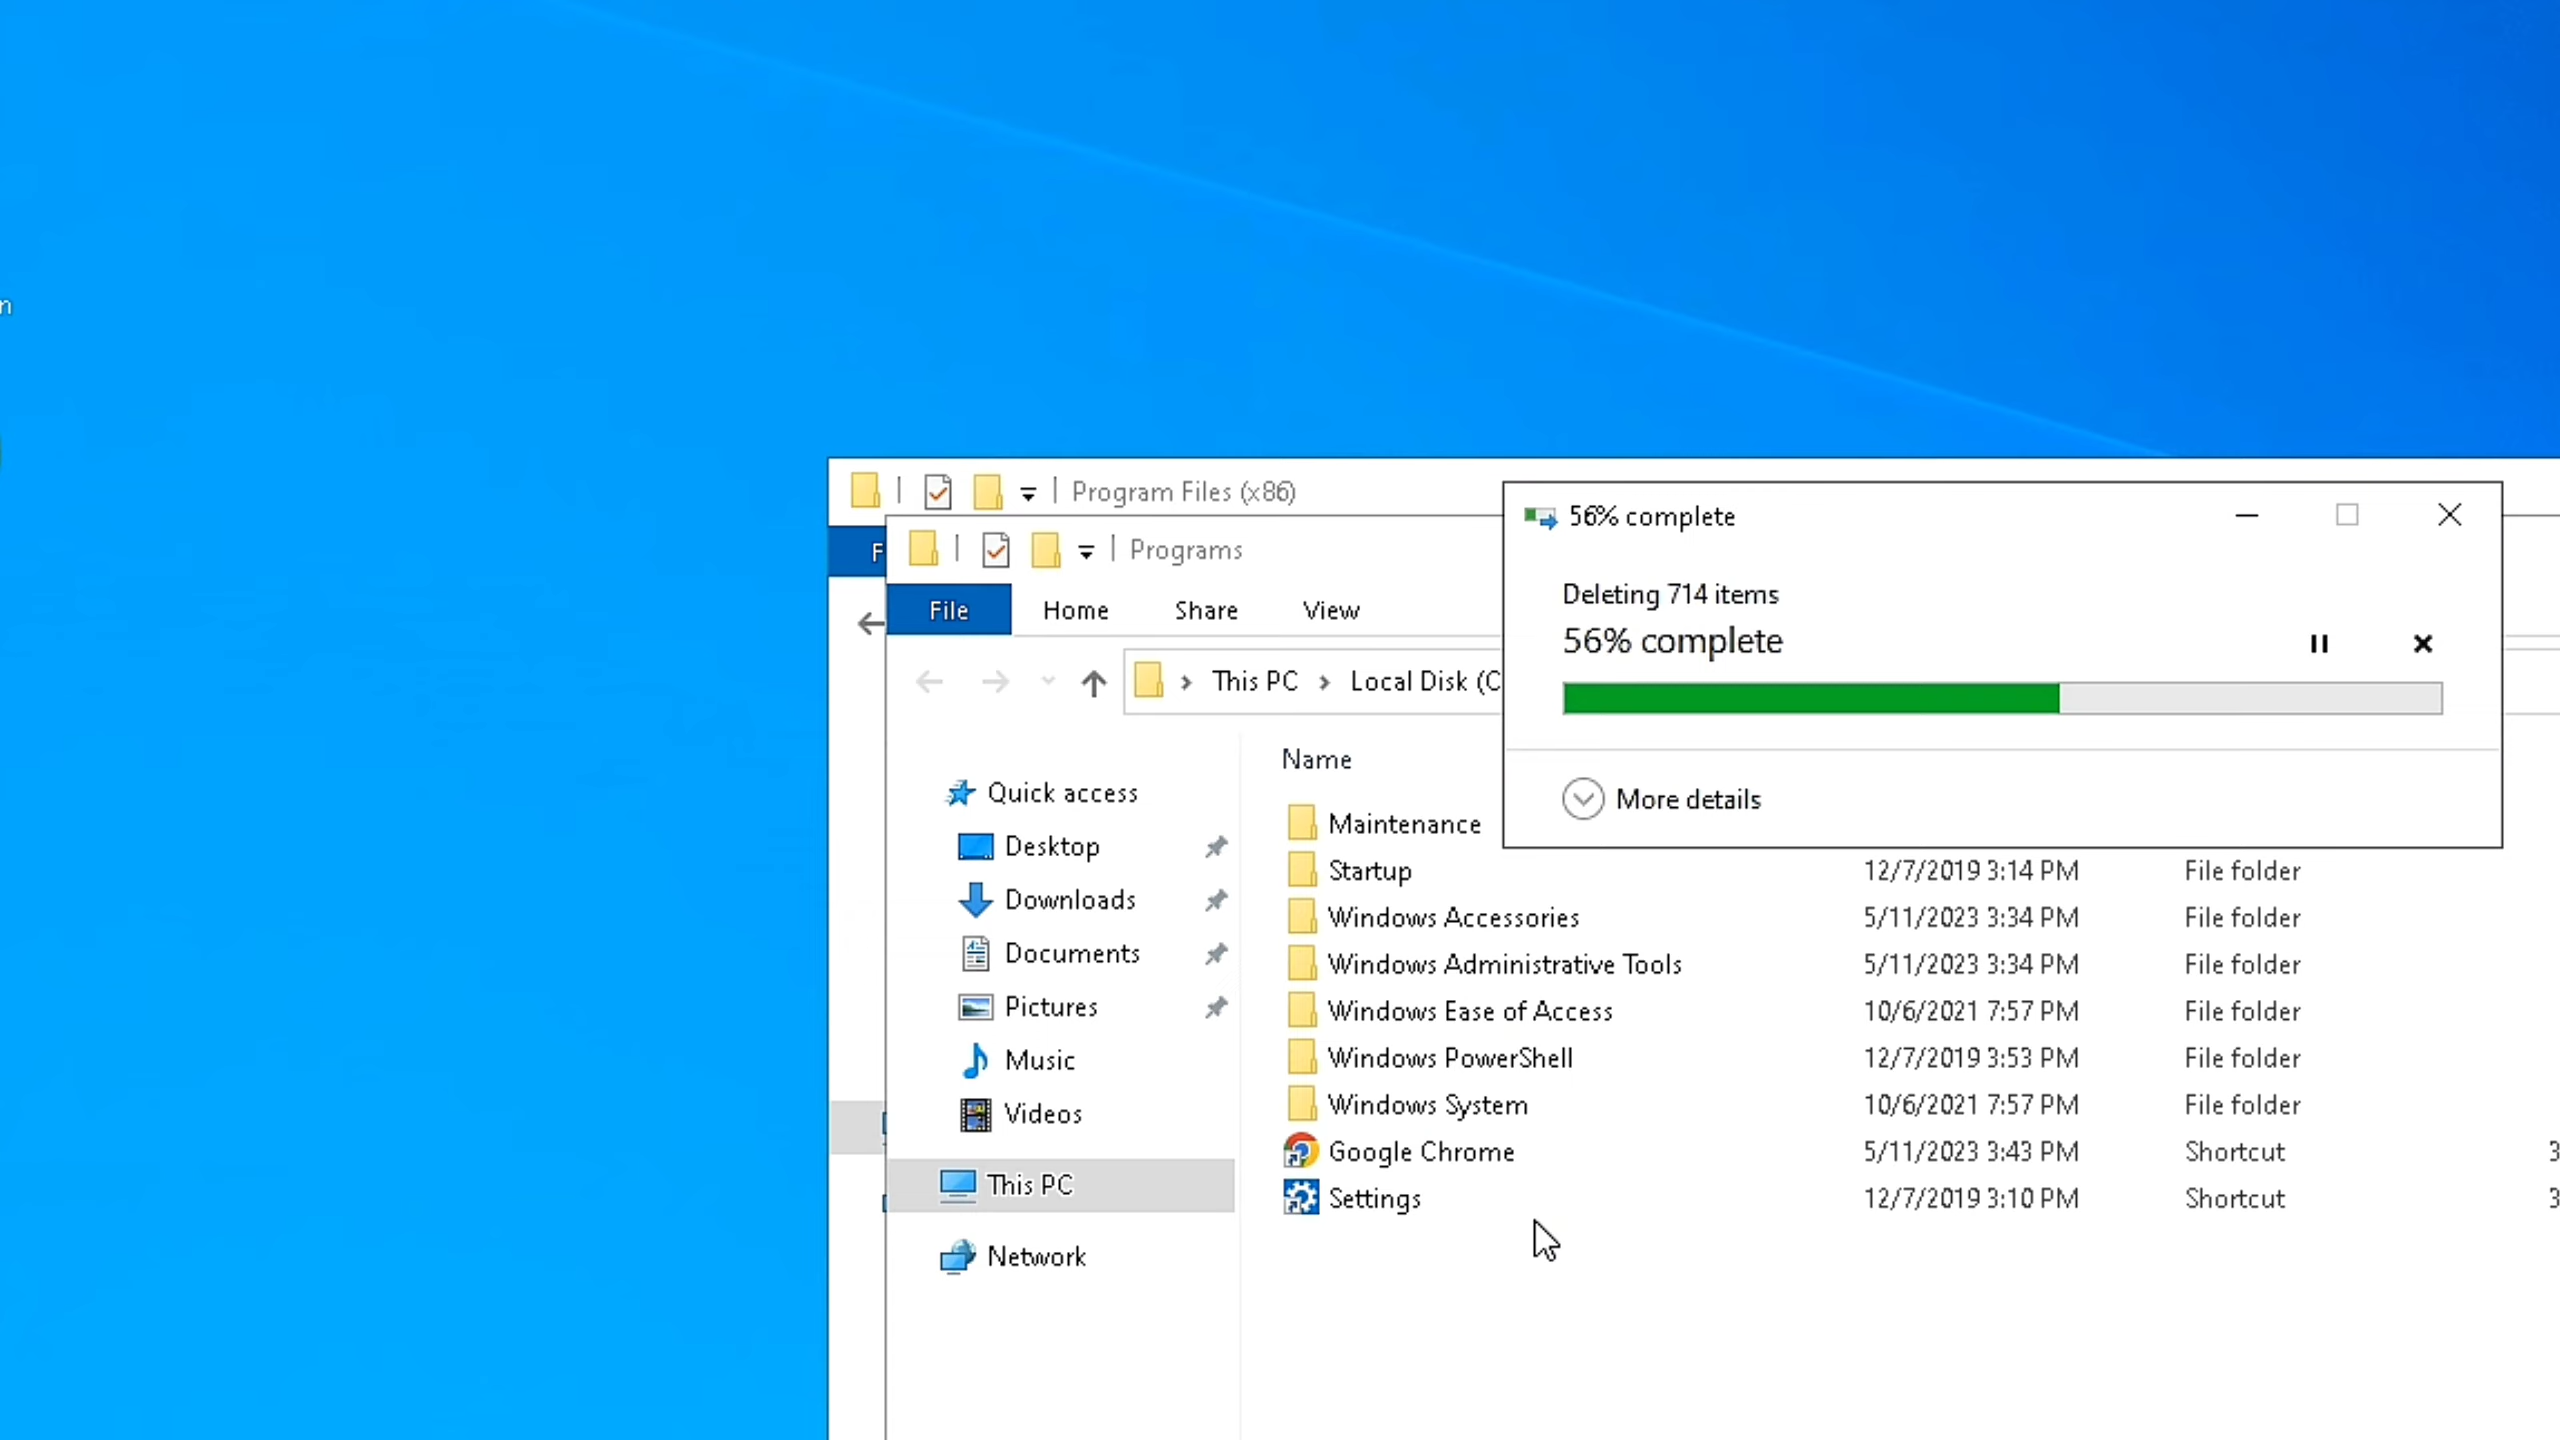 n
Program Files (x86)
56% complete
F
Programs
Deleting 714 items
File Home Share View
56% complete
This PC > Local Disk (C
Name
Quick access
More details
Maintenance
Desktop
Startup 12/7/2019 3:14 PM File folder
Downloads
Windows Accessories 5/11/2023 3:34 PM File folder
Documents
Windows Administrative Tools 5/11/2023 3:34 PM File folder
Pictures
Windows Ease of Access 10/6/2021 7:57 PM File folder
Music
Windows PowerShell 12/7/2019 3:53 PM File folder
Videos
Windows System 10/6/2021 7:57 PM File folder
Google Chrome 5/11/2023 3:43 PM Shortcut 3
This PC
Settings 12/7/2019 3:10 PM Shortcut 3
Network